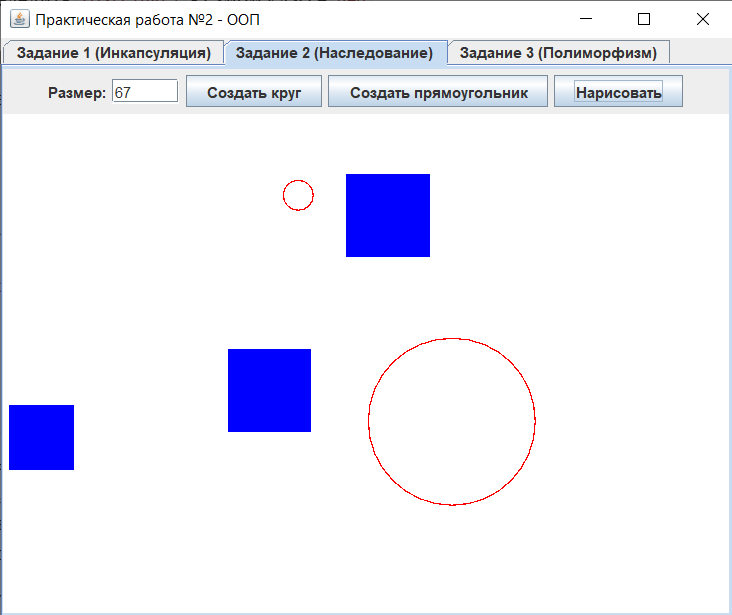 Практическая работа №2 - ООП
Задание 1 (Инкапсуляция) Задание 2 (Наследование) Задание 3 (Полиморфизм)
Размер: 67 Создать круг Создать прямоугольник Нарисовать